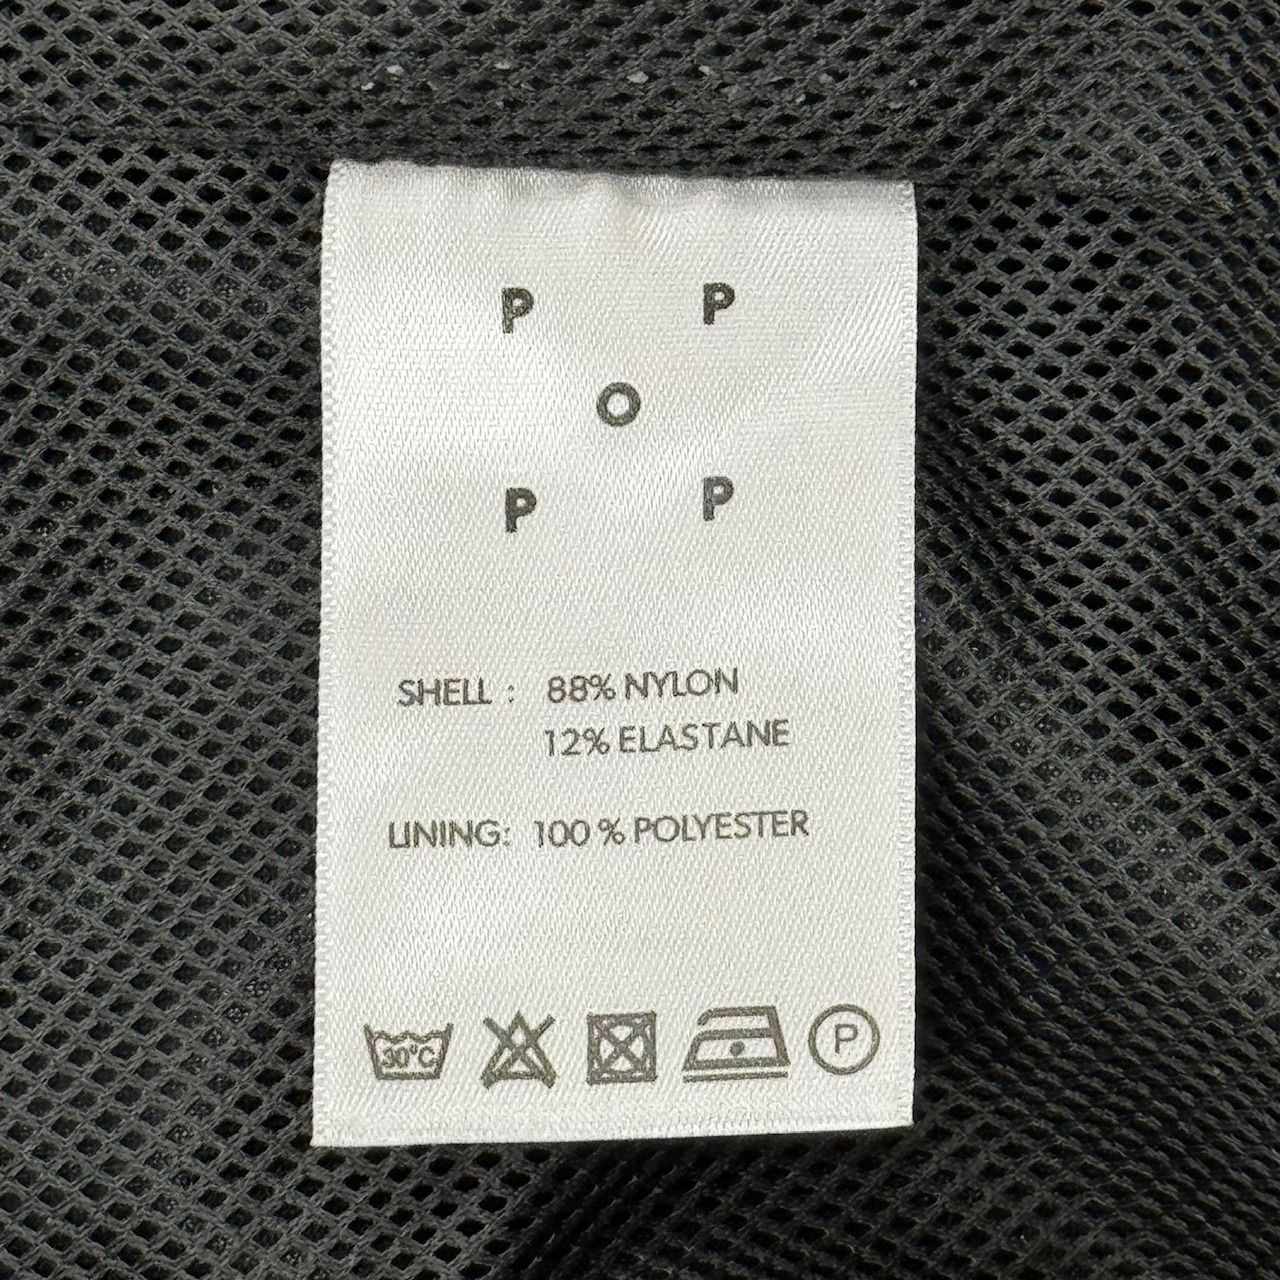 P P
O
P P
SHELL : 88% NYLON
12% ELASTANE
LINING: 100 % POLYESTER
30°C
P